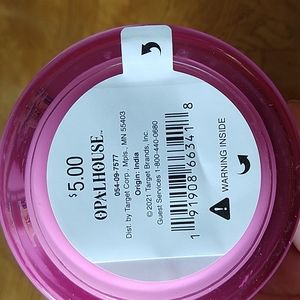 $5.00
OPALHOUSE™
Dist. by Target Corp., Mpls., MN 55403
054-09-7577
Origin: India
© 2021 Target Brands, Inc.
Guest Services 1-800-440-0680
1 91908 66341 8
WARNING INSIDE